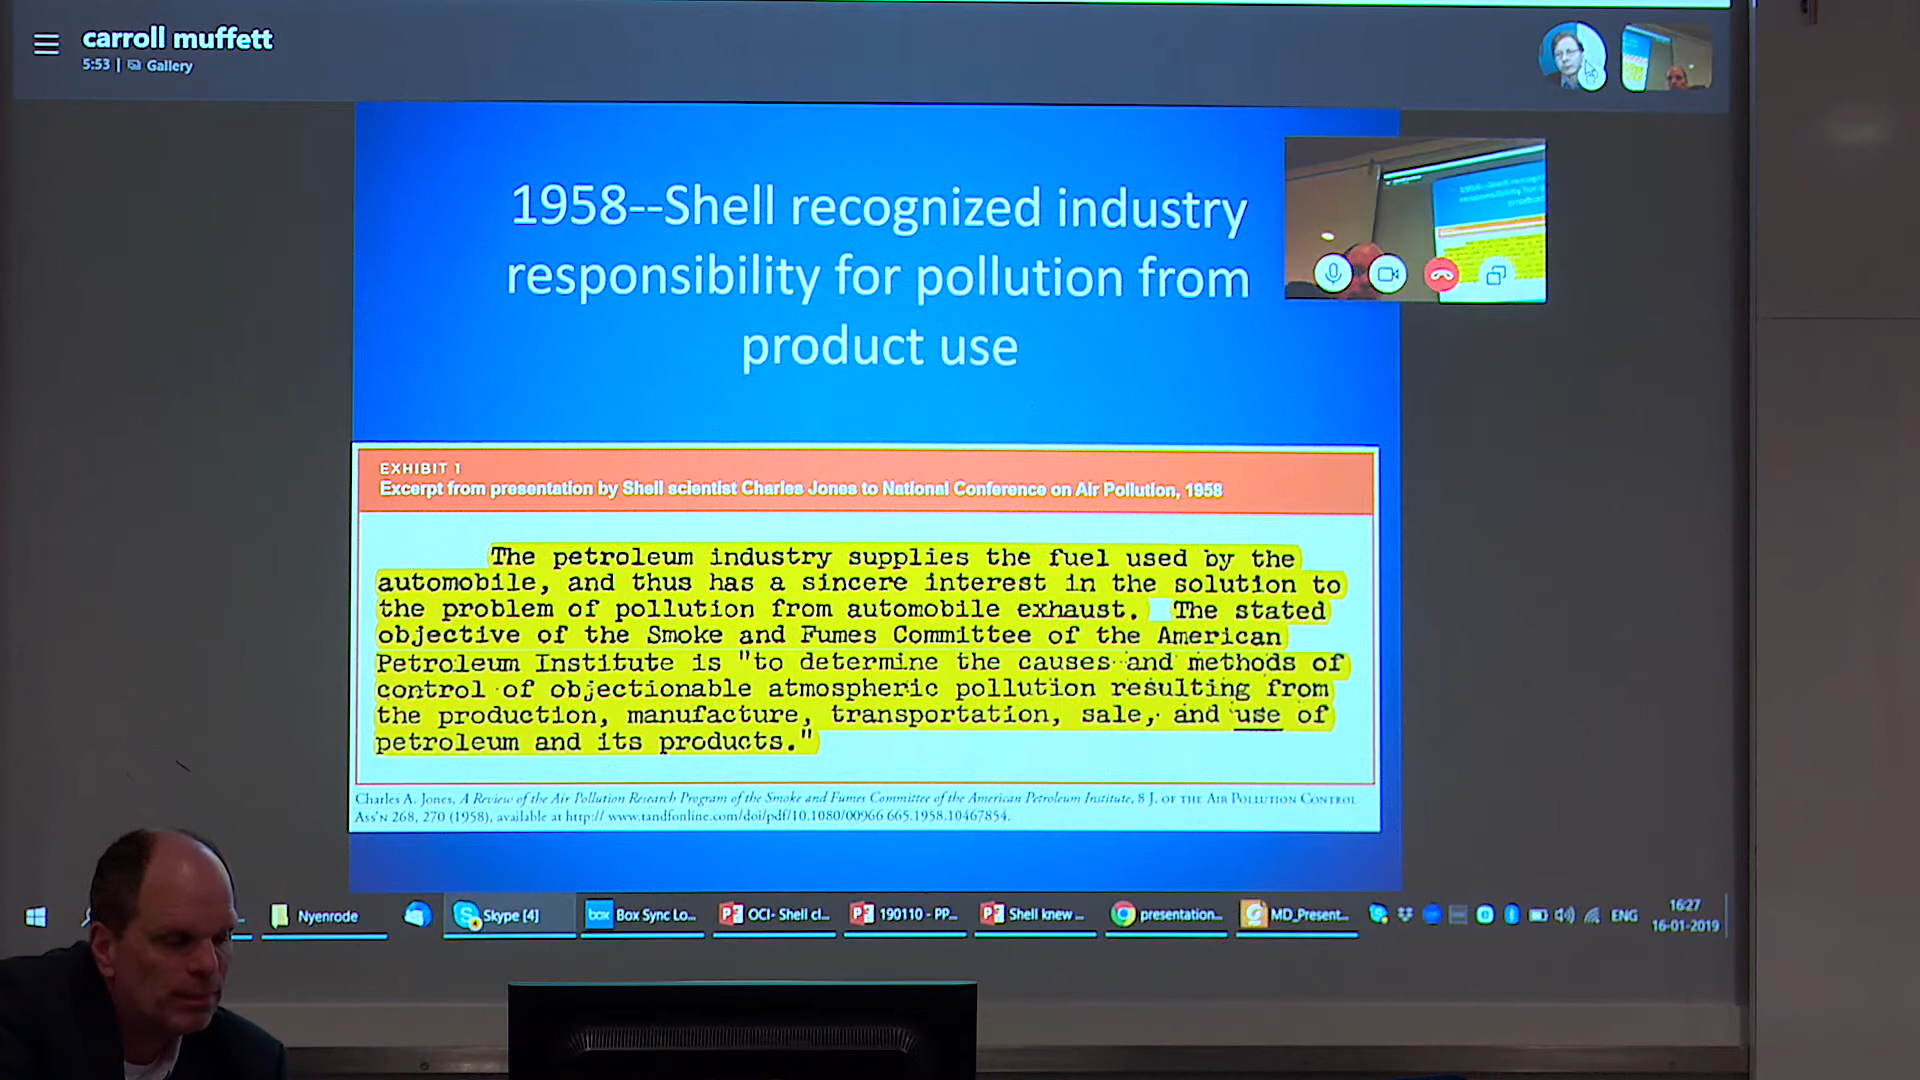 carroll muffett
5:53 | Gallery
1958--Shell recognized industry
responsibility for pollution from
product use
EXHIBIT 1
Excerpt from presentation by Shell scientist Charles Jones to National Conference on Air Pollution, 1958
The petroleum industry supplies the fuel used by the
automobile, and thus has a sincere interest in the solution to
the problem of pollution from automobile exhaust. The stated
objective of the Smoke and Fumes Committee of the American
Petroleum Institute is "to determine the causes and methods of
control of objectionable atmospheric pollution resulting from
the production, manufacture, transportation, sale, and use of
petroleum and its products."
Charles A. Jones, A Review of the Air Pollution Research Program of the Smoke and Fumes Committee of the American Petroleum Institute, 8 J. OF THE AIR POLLUTION CONTROL
ASS'N 268, 270 (1958), available at http:// www.tandfonline.com/doi/pdf/10.1080/00966 665.1958.10467854.
Nyenrode
Skype [4]
box Box Sync Lo...
OCI- Shell cl...
190110 - PP...
Shell knew ...
presentation...
MD_Present...
ENG
16:27
16-01-2019